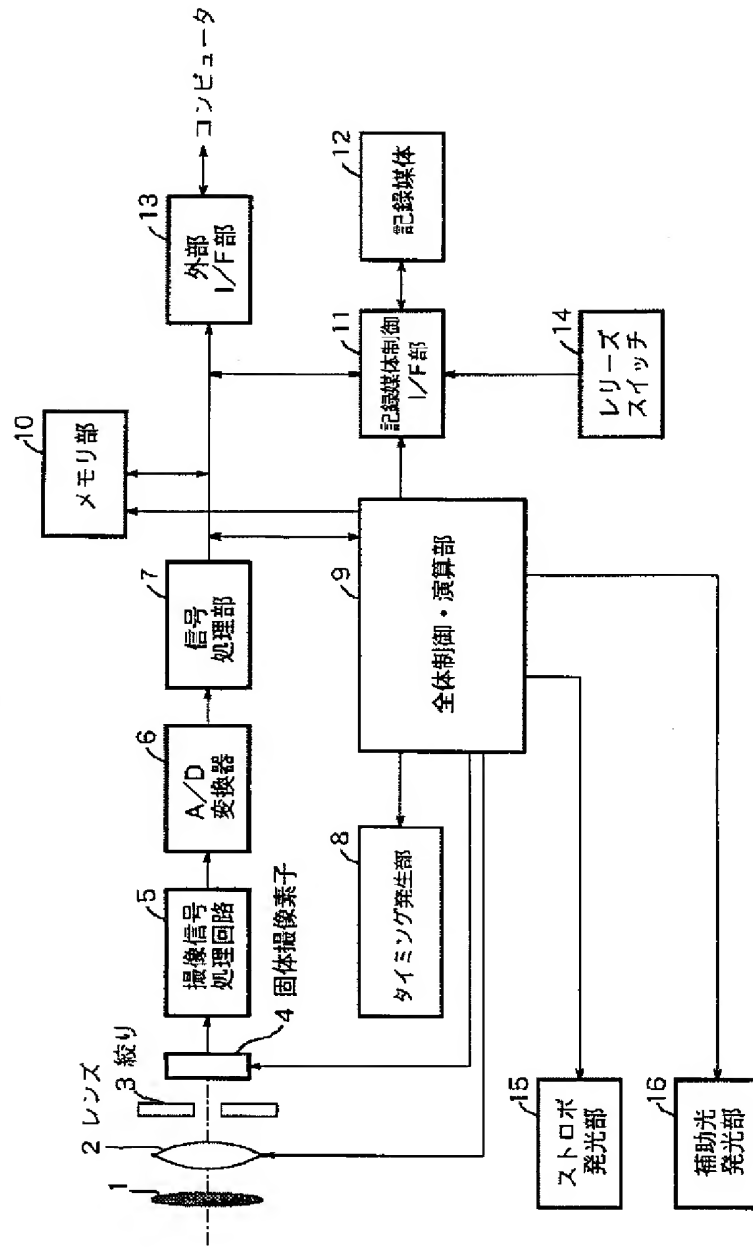 1
2 レンズ
3 絞り
4 固体撮像素子
5
撮像信号
処理回路
6
A/D
変換器
7
信号
処理部
10
メモリ部
13
外部
I/F部
コンピュータ
8
タイミング発生部
9
全体制御・演算部
11
記録媒体制御
I/F部
12
記録媒体
14
レリーズ
スイッチ
15
ストロボ
発光部
16
補助光
発光部